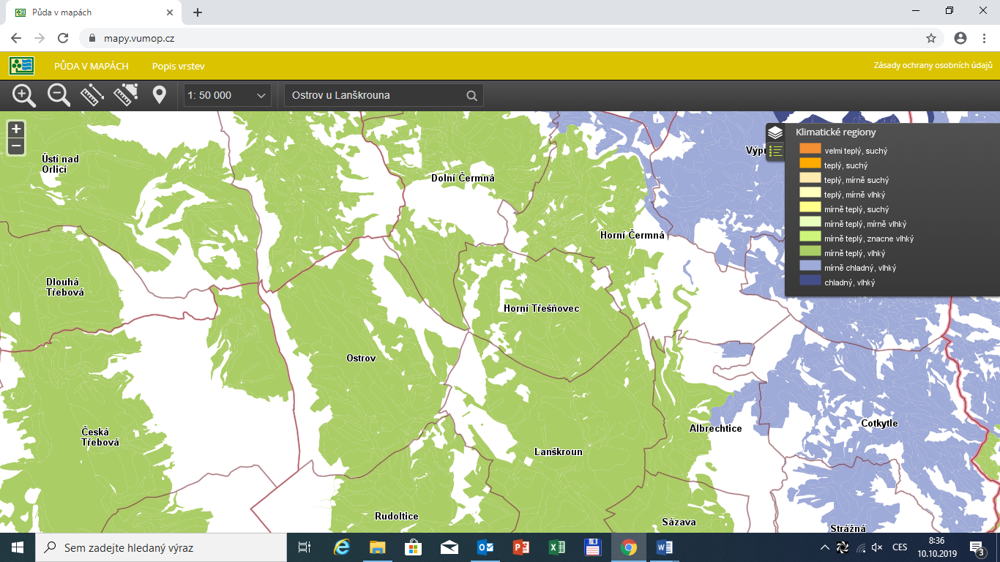 Půda v mapách
mapy.vumop.cz
PŮDA V MAPÁCH
Popis vrstev
Zásady ochrany osobních údajů
1: 50 000
Ostrov u Lanškrouna
Klimatické regiony
velmi teplý, suchý
teplý, suchý
teplý, mírně suchý
teplý, mírně vlhký
mírně teplý, suchý
mírně teplý, mírně vlhký
mírně teplý, znacne vlhký
mírně teplý, vlhký
mírně chladný, vlhký
chladný, vlhký
Ústí nad
Orlicí
Dolní Čermná
Horní Čermná
Dlouhá
Třebová
Horní Třešňovec
Ostrov
Česká
Třebová
Albrechtice
Cotkytle
Lanškroun
Rudoltice
Sázava
Strážná
Sem zadejte hledaný výraz
CES
8:36
10.10.2019
3